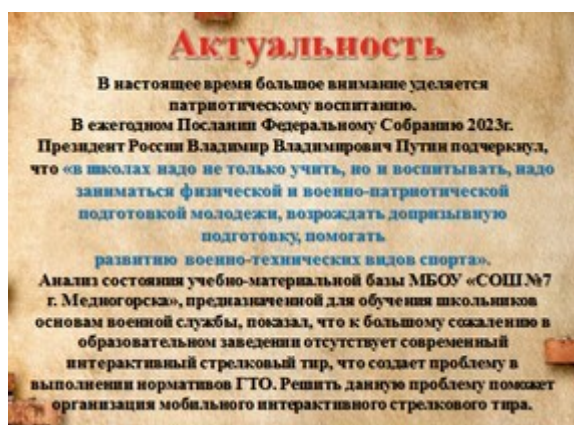 Актуальность
В настоящее время большое внимание уделяется
патриотическому воспитанию.
В ежегодном Послании Федеральному Собранию 2023г.
Президент России Владимир Владимирович Путин подчеркнул,
что «в школах надо не только учить, но и воспитывать, надо
заниматься физической и военно-патриотической
подготовкой молодежи, возрождать допризывную
подготовку, помогать
развитию военно-технических видов спорта».
Анализ состояния учебно-материальной базы МБОУ «СОШ №7
г. Медногорска», предназначенной для обучения школьников
основам военной службы, показал, что к большому сожалению в
образовательном заведении отсутствует современный
интерактивный стрелковый тир, что создает проблему в
выполнении нормативов ГТО. Решить данную проблему поможет
организация мобильного интерактивного стрелкового тира.